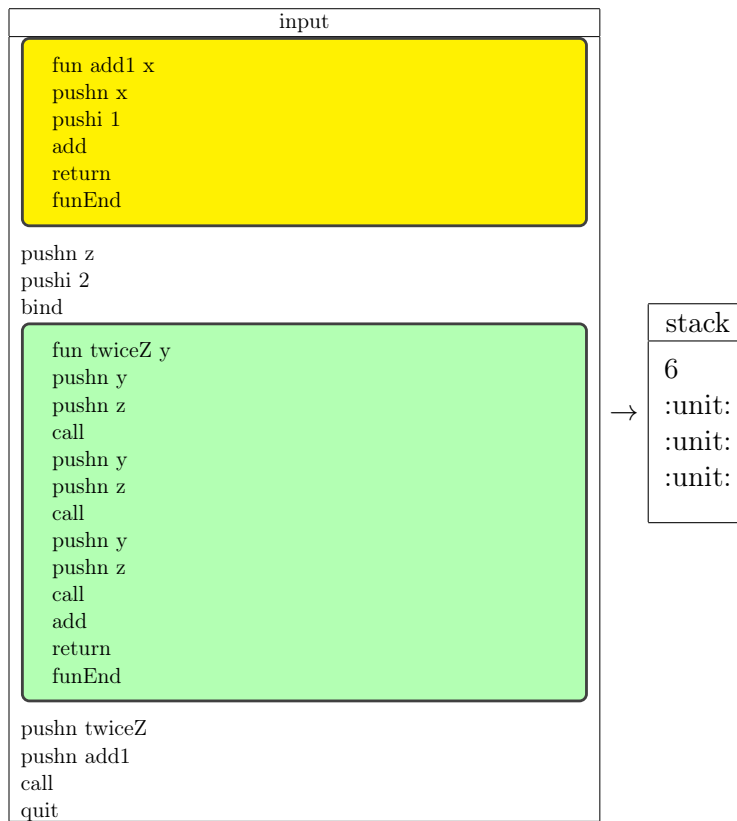 input
fun add1 x
pushn x
pushi 1
add
return
funEnd
pushn z
pushi 2
bind
fun twiceZ y
pushn y
pushn z
call
pushn y
pushn z
call
pushn y
pushn z
call
add
return
funEnd
pushn twiceZ
pushn add1
call
quit
→
stack
6
:unit:
:unit:
:unit: